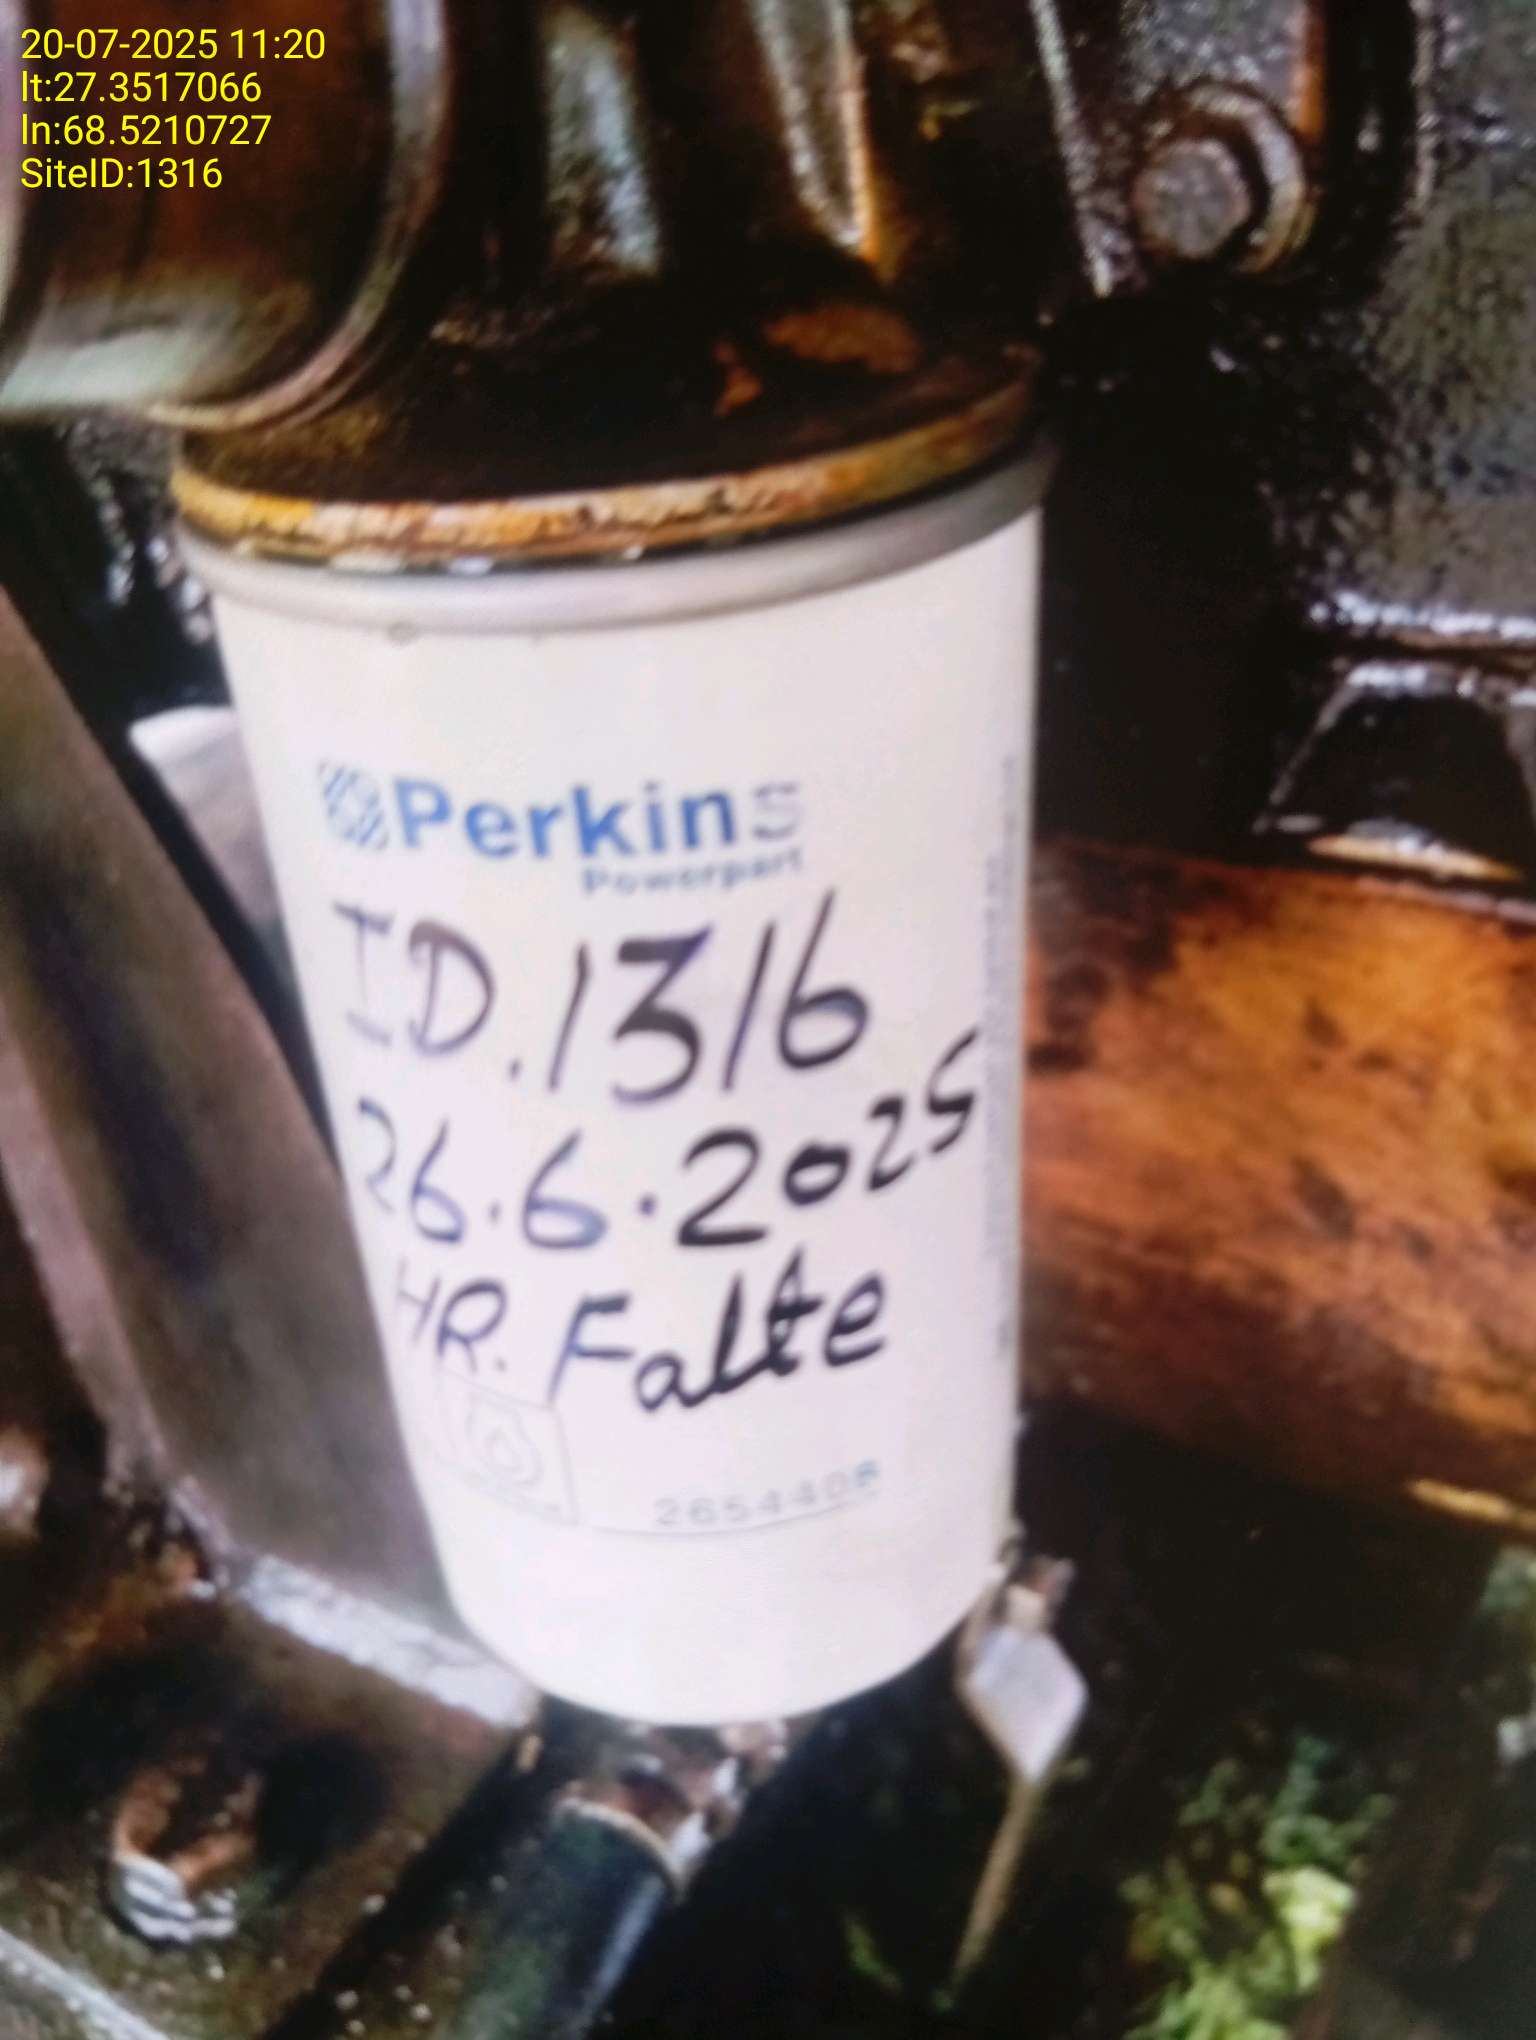 20-07-2025 11:20
lt:27.3517066
ln:68.5210727
SiteID:1316
Perkins
Powerpart
ID.1316
26.6.2025
HR. Falte
2654408